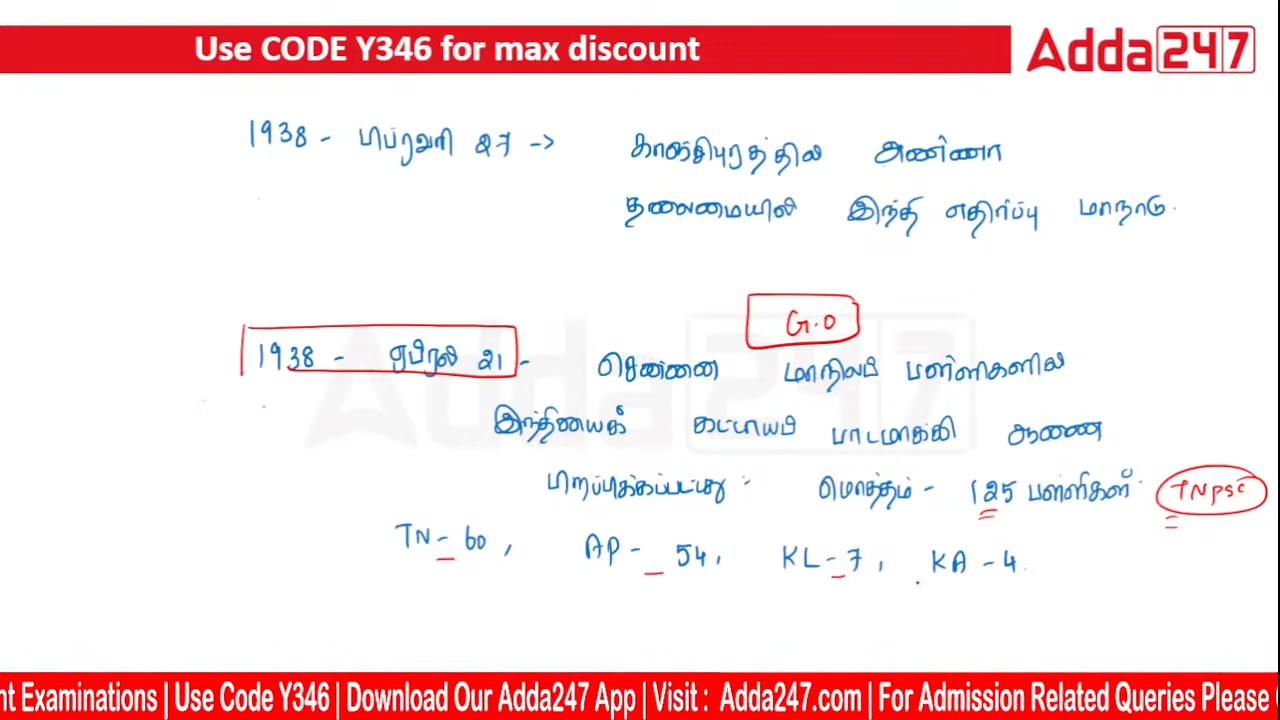 Use CODE Y346 for max discount
Adda247
1938 - பிப்ரவரி 27 -> காஞ்சிபுரத்தில் அண்ணா
தலைமையில் இந்தி எதிர்ப்பு மாநாடு.
G.O
1938 - ஏப்ரல் 21 - சென்னை மாநிலப் பள்ளிகளில்
இந்தியைக் கட்டாயப் பாடமாக்கி ஆணை
பிறப்பிக்கப்பட்டது. மொத்தம் - 125 பள்ளிகள். TNPSC
TN - 60, AP - 54, KL - 7, KA - 4
Adda247
nt Examinations | Use Code Y346 | Download Our Adda247 App | Visit : Adda247.com | For Admission Related Queries Please